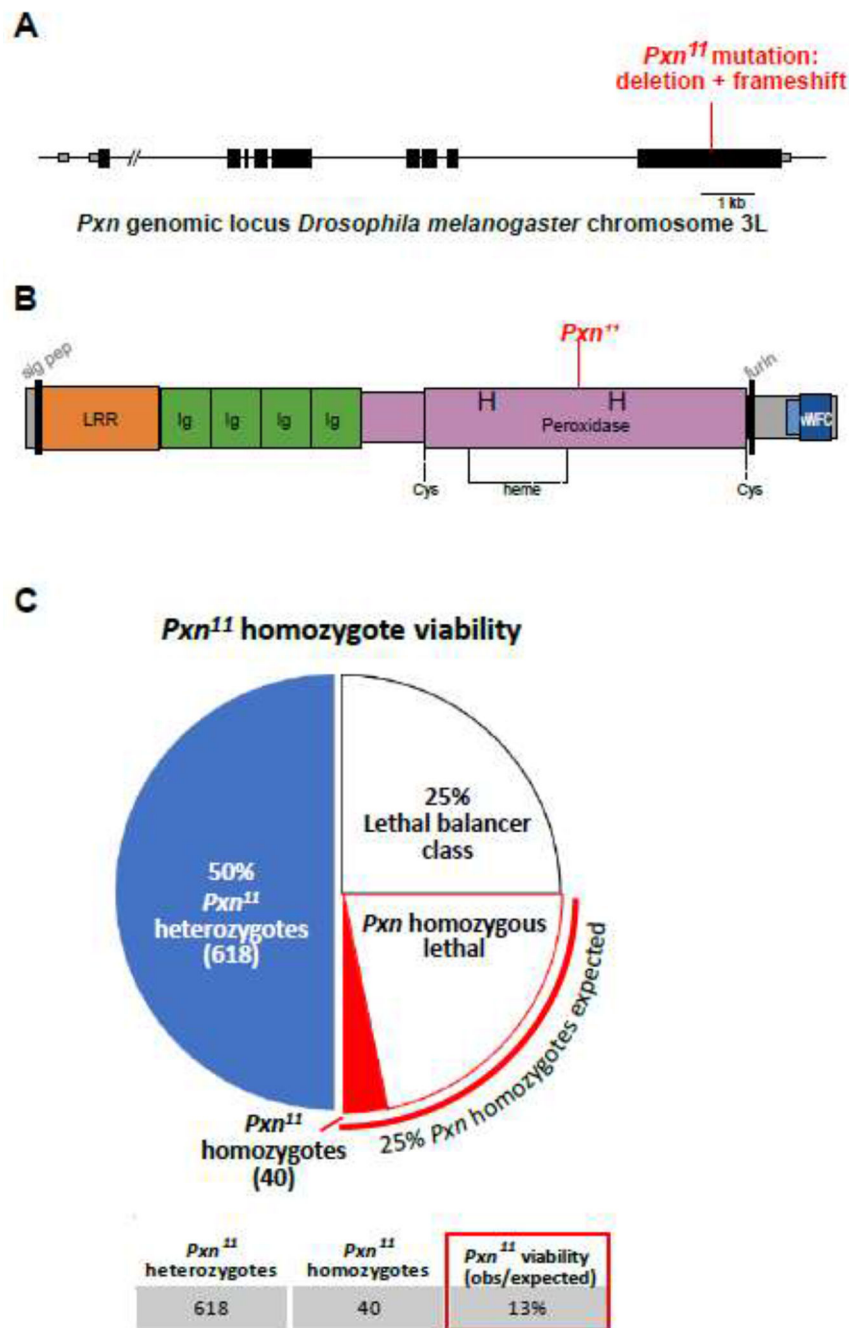 A
Pxn¹¹ mutation:
deletion + frameshift
//
1 kb
Pxn genomic locus Drosophila melanogaster chromosome 3L
B
Pxn¹¹
sig pep
furin
LRR
Ig
Ig
Ig
Ig
H
H
Peroxidase
vWFC
Cys
heme
Cys
C
Pxn¹¹ homozygote viability
25%
Lethal balancer
class
50%
Pxn¹¹
heterozygotes
(618)
Pxn homozygous
lethal
25% Pxn homozygotes expected
Pxn¹¹
homozygotes
(40)
Pxn¹¹
heterozygotes
Pxn¹¹
homozygotes
Pxn¹¹ viability
(obs/expected)
618
40
13%